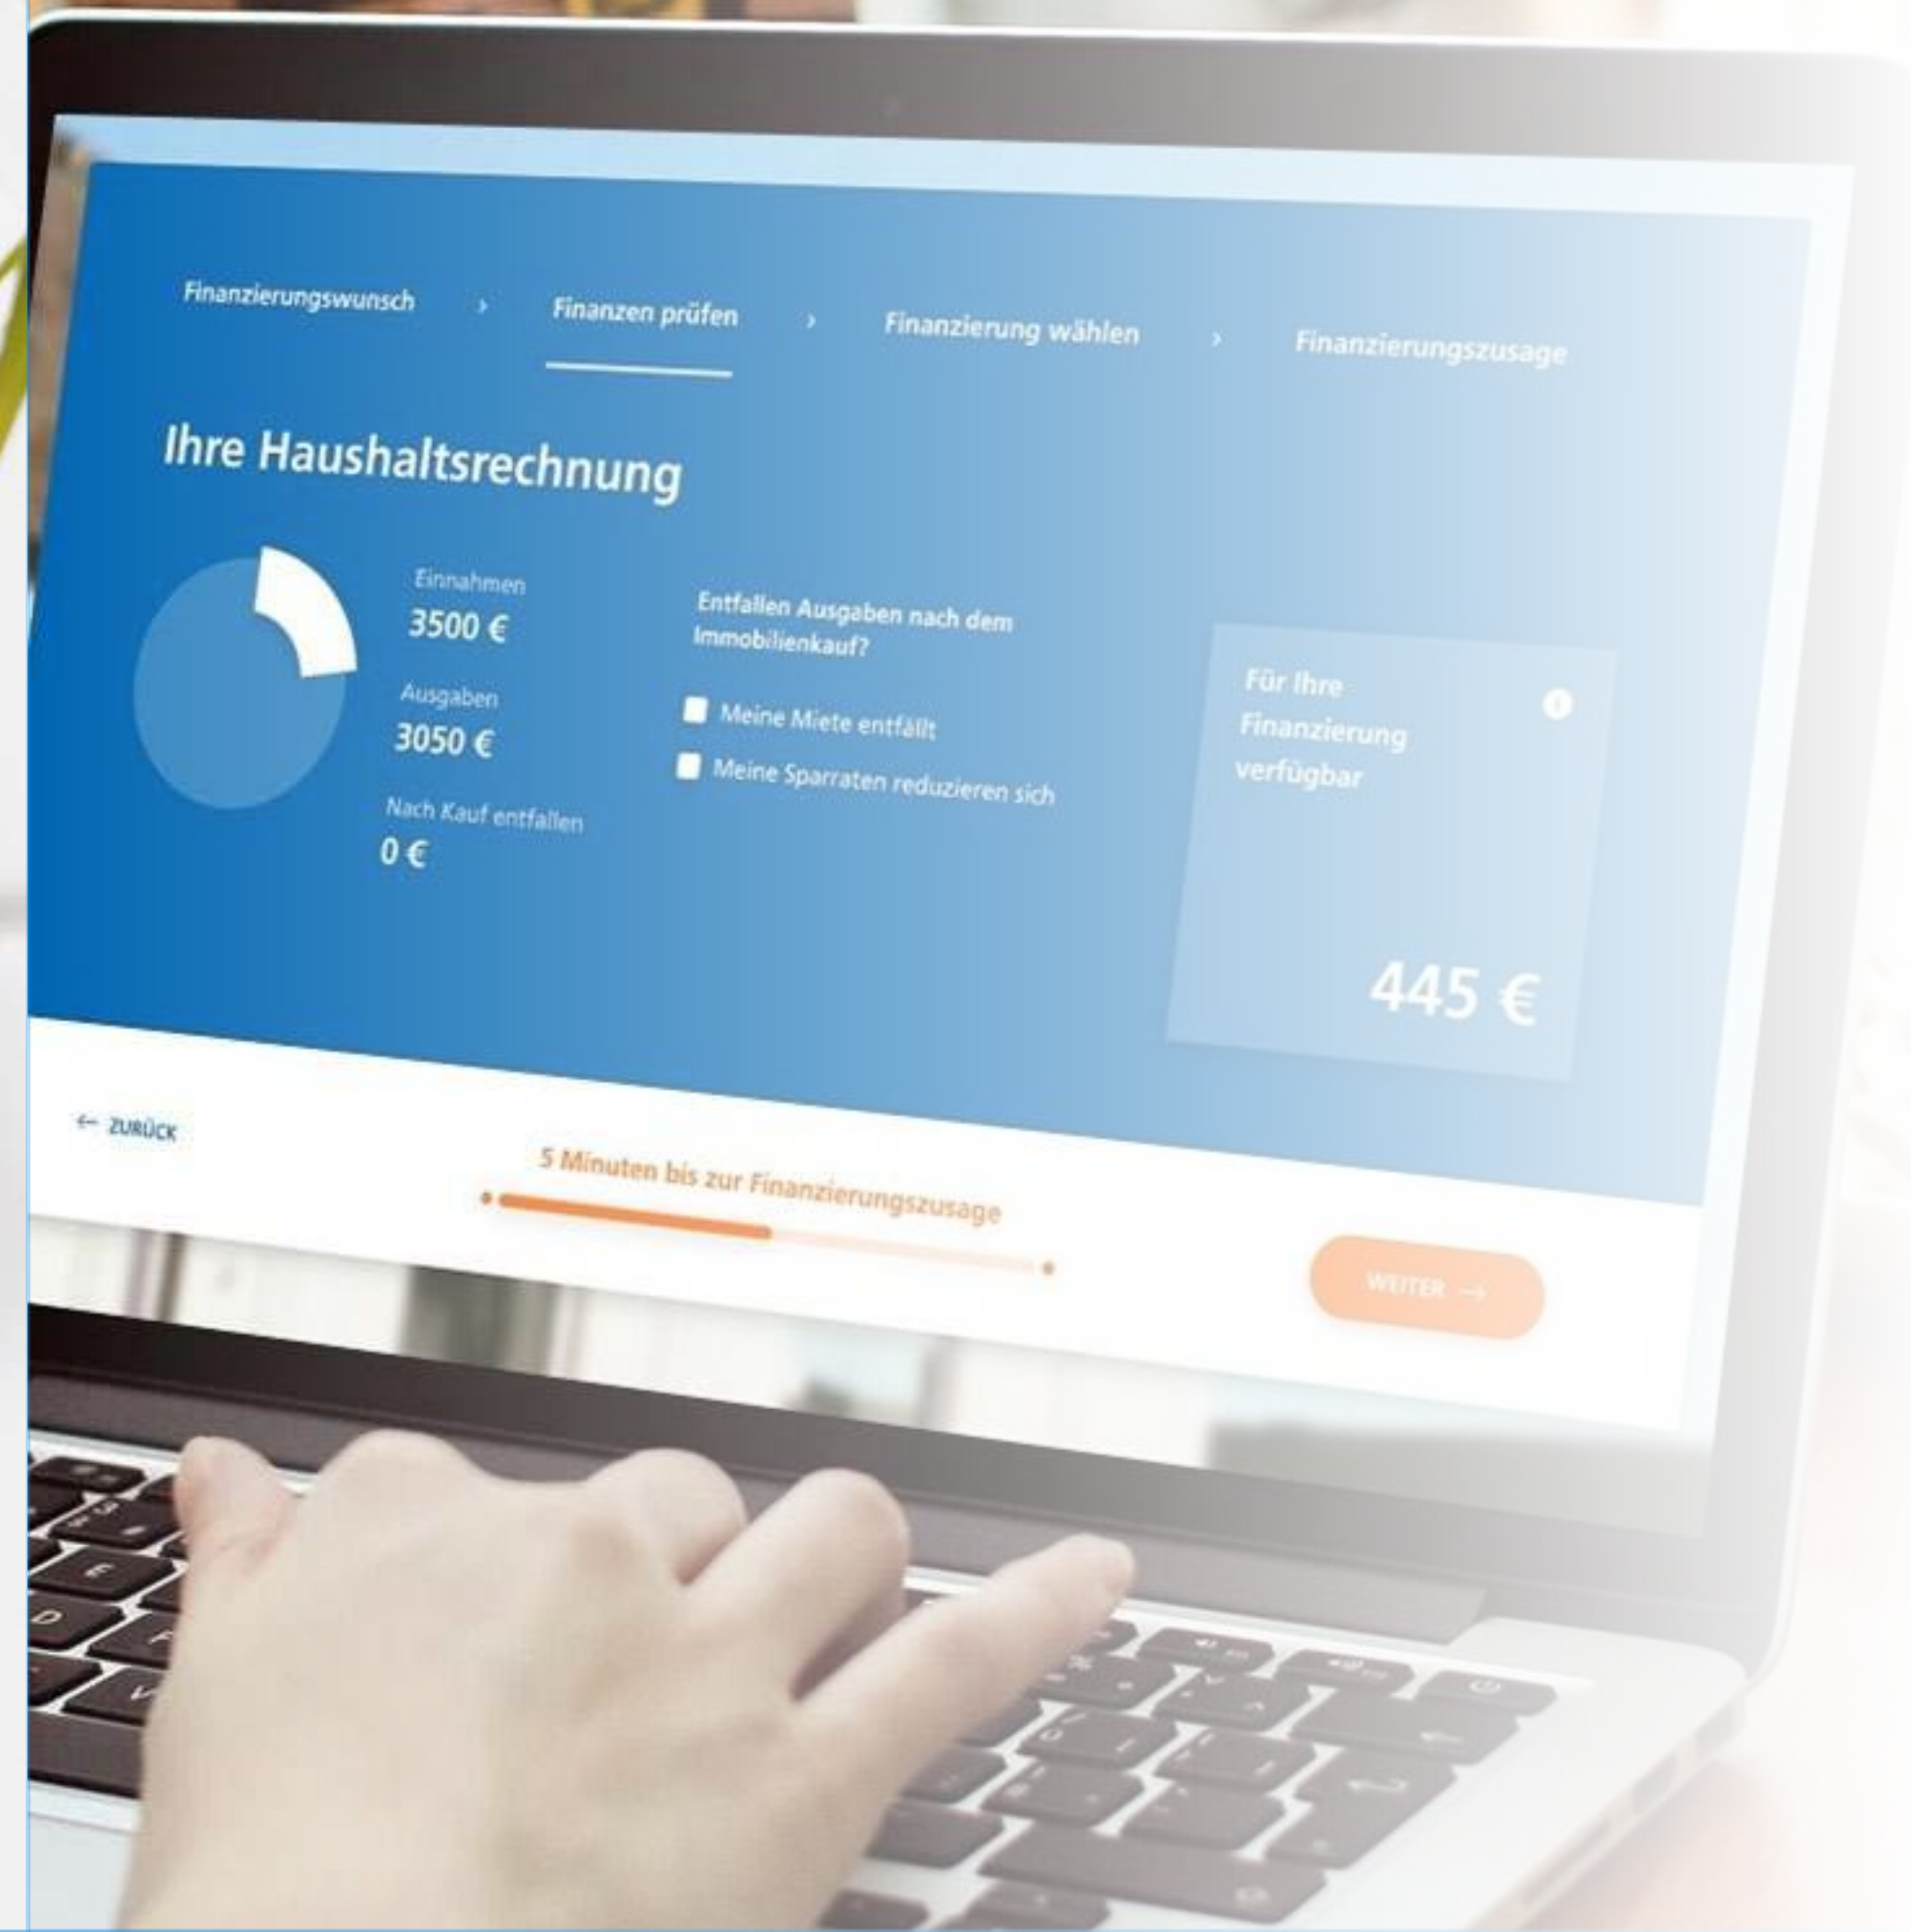 Finanzierungswunsch › Finanzen prüfen › Finanzierung wählen › Finanzierungszusage
Ihre Haushaltsrechnung
Einnahmen
3500 €
Ausgaben
3050 €
Nach Kauf entfallen
0 €
Entfallen Ausgaben nach dem
Immobilienkauf?
Meine Miete entfällt
Meine Sparraten reduzieren sich
Für Ihre
Finanzierung
verfügbar
445 €
← ZURÜCK
5 Minuten bis zur Finanzierungszusage
WEITER →
E
D